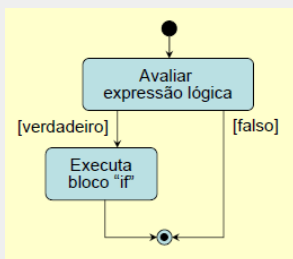 Avaliar
expressão lógica
[verdadeiro]
[falso]
Executa
bloco “if”